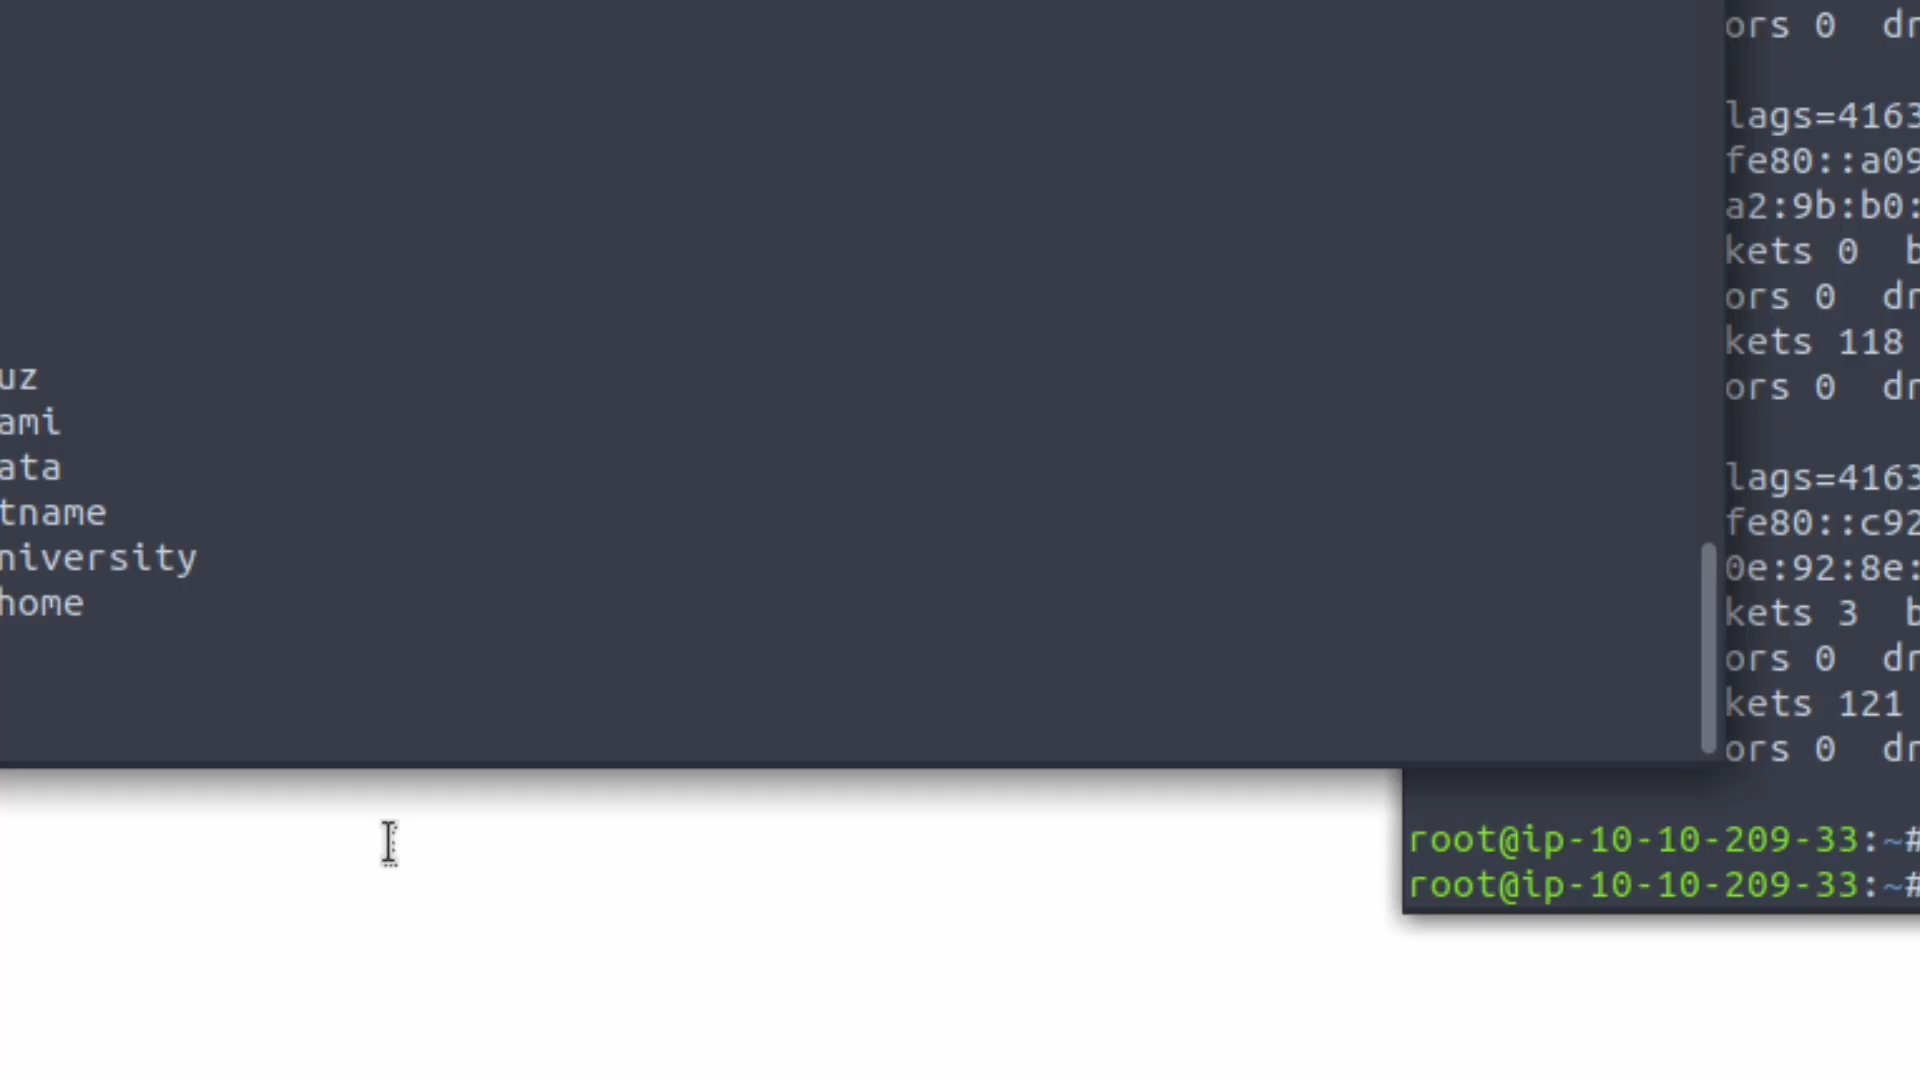 uz
ami
ata
tname
niversity
home
ors 0 dr
lags=4163
fe80::a09
a2:9b:b0:
kets 0 b
ors 0 dr
kets 118
ors 0 dr
lags=4163
fe80::c92
0e:92:8e:
kets 3 b
ors 0 dr
kets 121
ors 0 dr
root@ip-10-10-209-33:~#
root@ip-10-10-209-33:~#